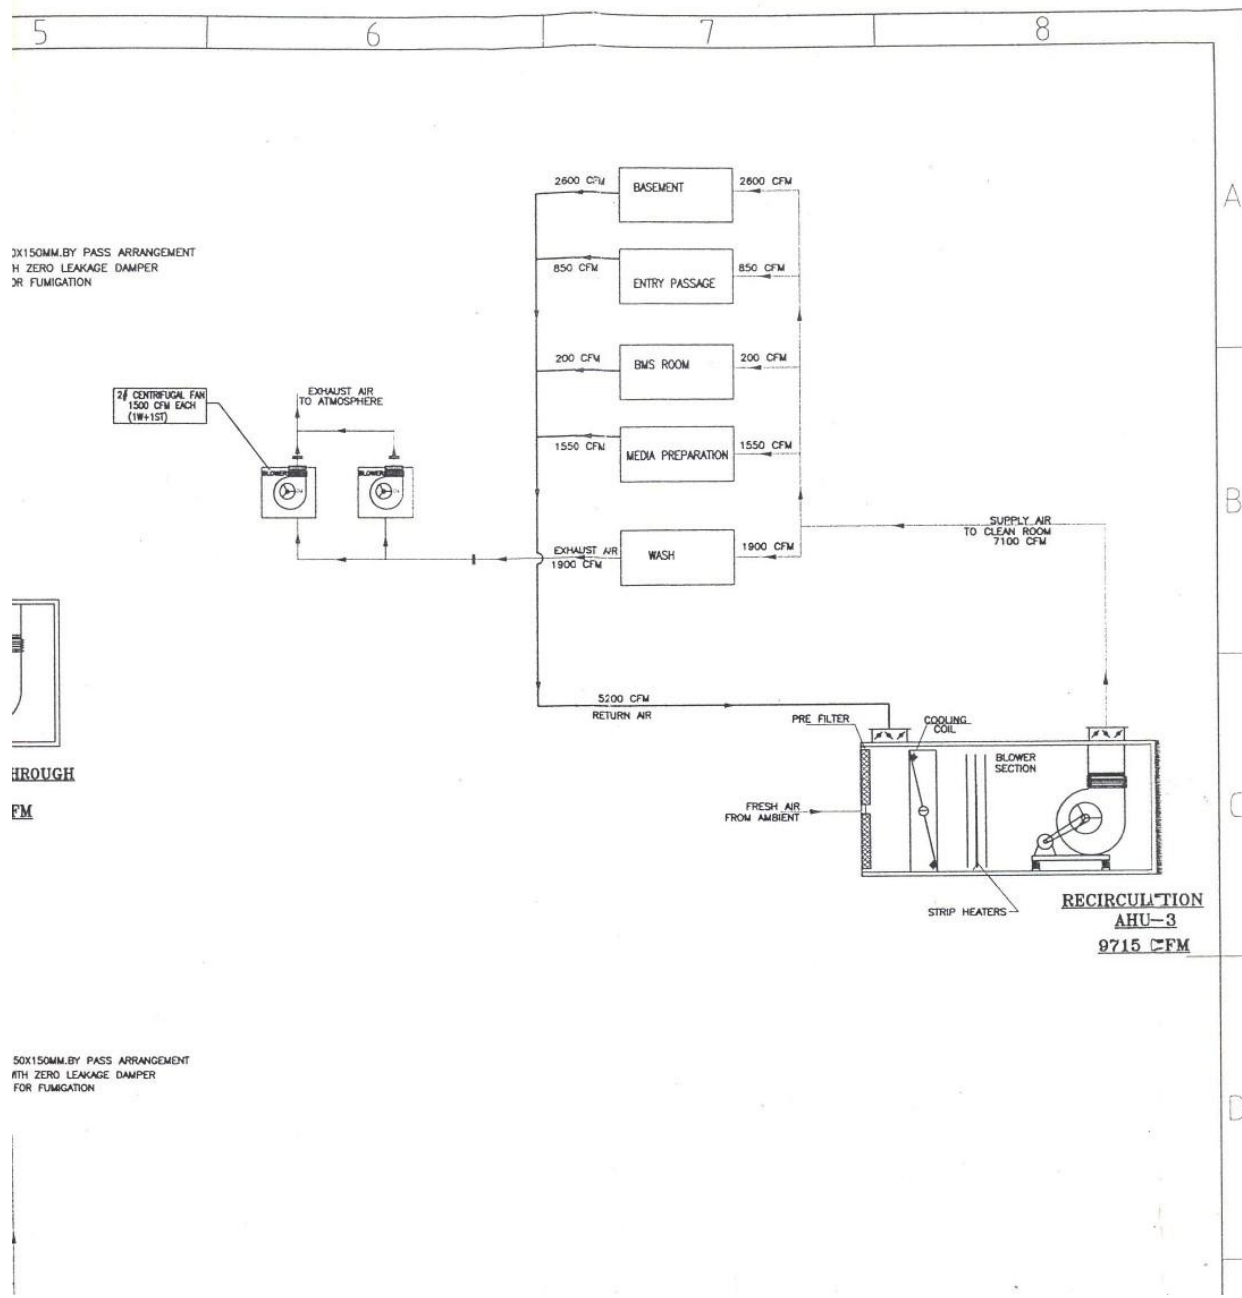 5
6
7
8
A
B
C
D
0X150MM.BY PASS ARRANGEMENT
H ZERO LEAKAGE DAMPER
OR FUMIGATION
2600 CFM
BASEMENT
2600 CFM
850 CFM
ENTRY PASSAGE
850 CFM
200 CFM
BMS ROOM
200 CFM
1550 CFM
MEDIA PREPARATION
1550 CFM
EXHAUST AIR
1900 CFM
WASH
1900 CFM
2# CENTRIFUGAL FAN
1500 CFM EACH
(1W+1ST)
EXHAUST AIR
TO ATMOSPHERE
BLOWER
BLOWER
SUPPLY AIR
TO CLEAN ROOM
7100 CFM
5200 CFM
RETURN AIR
PRE FILTER
COOLING
COIL
BLOWER
SECTION
FRESH AIR
FROM AMBIENT
STRIP HEATERS
RECIRCULATION
AHU-3
9715 CFM
HROUGH
FM
50X150MM.BY PASS ARRANGEMENT
ITH ZERO LEAKAGE DAMPER
FOR FUMIGATION